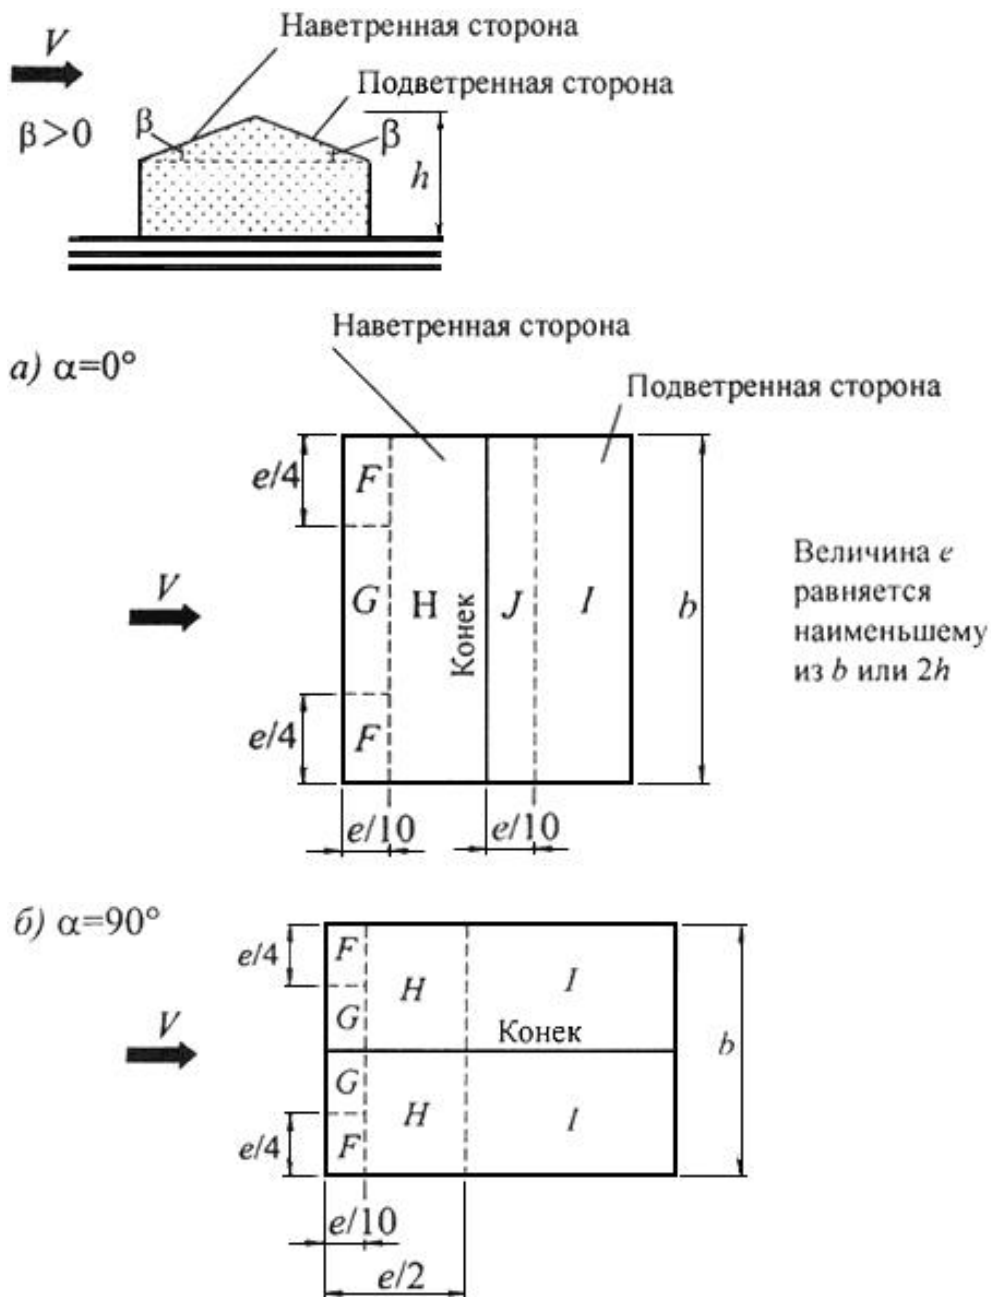 Наветренная сторона
V
Подветренная сторона
β>0
β
β
h
Наветренная сторона
а) α=0°
Подветренная сторона
e/4
F
V
G
H
Конек
J
I
b
Величина e
равняется
наименьшему
из b или 2h
e/4
F
e/10
e/10
б) α=90°
e/4
F
H
I
G
V
Конек
b
G
H
I
e/4
F
e/10
e/2